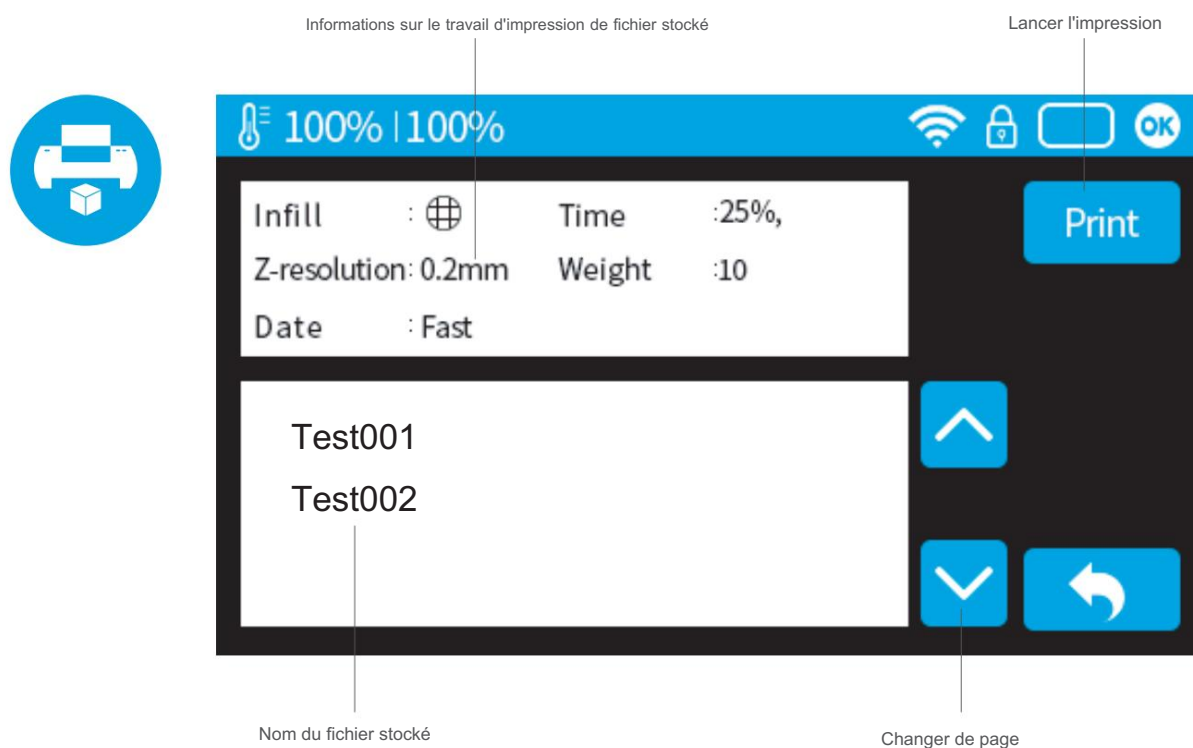 Informations sur le travail d'impression de fichier stocké
Lancer l'impression
100% | 100%
OK
Infill : Time :25%,
Print
Z-resolution: 0.2mm Weight :10
Date : Fast
Test001
Test002
Nom du fichier stocké
Changer de page